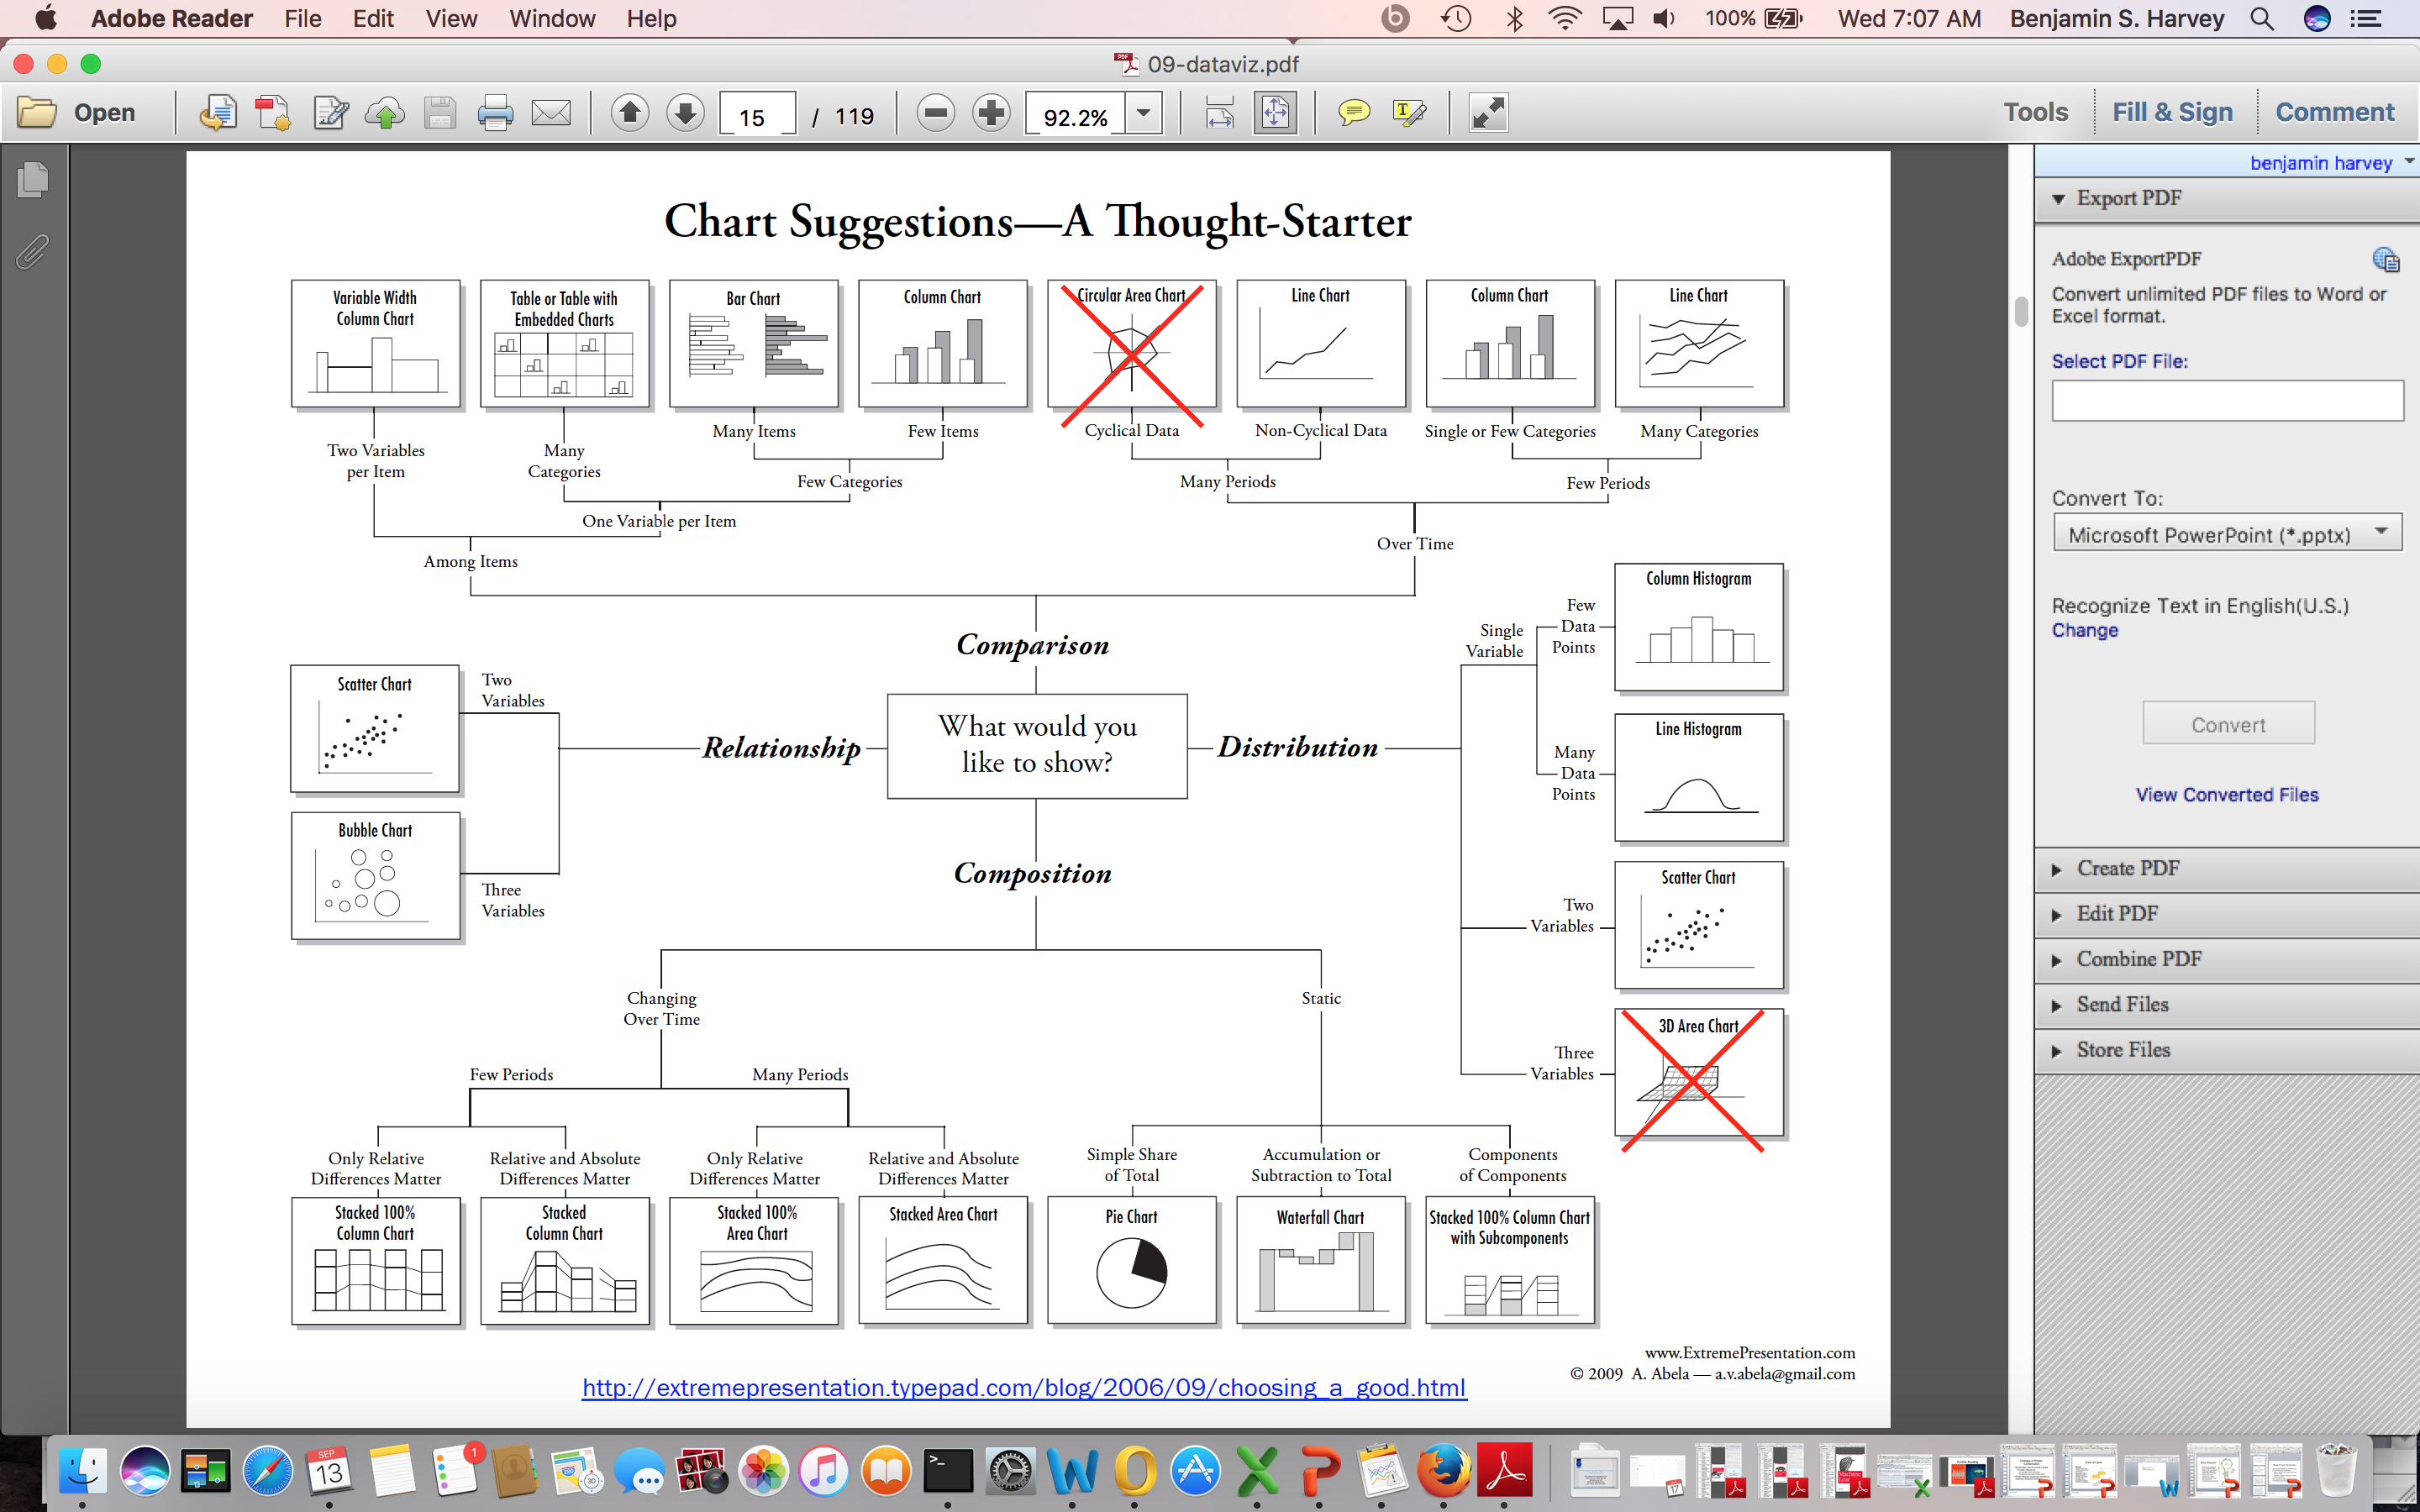 Adobe Reader File Edit View Window Help
100% Wed 7:07 AM Benjamin S. Harvey
09-dataviz.pdf
Open
15 / 119
92.2%
Tools Fill & Sign Comment
Chart Suggestions—A Thought-Starter
Variable Width
Column Chart
Table or Table with
Embedded Charts
Bar Chart
Column Chart
Circular Area Chart
Line Chart
Column Chart
Line Chart
Two Variables
per Item
Many
Categories
Many Items
Few Items
Cyclical Data
Non-Cyclical Data
Single or Few Categories
Many Categories
Few Categories
Many Periods
Few Periods
One Variable per Item
Among Items
Over Time
Comparison
What would you
like to show?
Relationship
Two
Variables
Scatter Chart
Bubble Chart
Three
Variables
Distribution
Single
Variable
Few
Data
Points
Column Histogram
Many
Data
Points
Line Histogram
Two
Variables
Scatter Chart
Three
Variables
3D Area Chart
Composition
Changing
Over Time
Static
Few Periods
Many Periods
Only Relative
Differences Matter
Relative and Absolute
Differences Matter
Only Relative
Differences Matter
Relative and Absolute
Differences Matter
Simple Share
of Total
Accumulation or
Subtraction to Total
Components
of Components
Stacked 100%
Column Chart
Stacked
Column Chart
Stacked 100%
Area Chart
Stacked Area Chart
Pie Chart
Waterfall Chart
Stacked 100% Column Chart
with Subcomponents
www.ExtremePresentation.com
© 2009 A. Abela — a.v.abela@gmail.com
http://extremepresentation.typepad.com/blog/2006/09/choosing_a_good.html
benjamin harvey
Export PDF
Adobe ExportPDF
Convert unlimited PDF files to Word or
Excel format.
Select PDF File:
Convert To:
Microsoft PowerPoint (*.pptx)
Recognize Text in English(U.S.)
Change
Convert
View Converted Files
Create PDF
Edit PDF
Combine PDF
Send Files
Store Files
SEP
13
1
3D
17